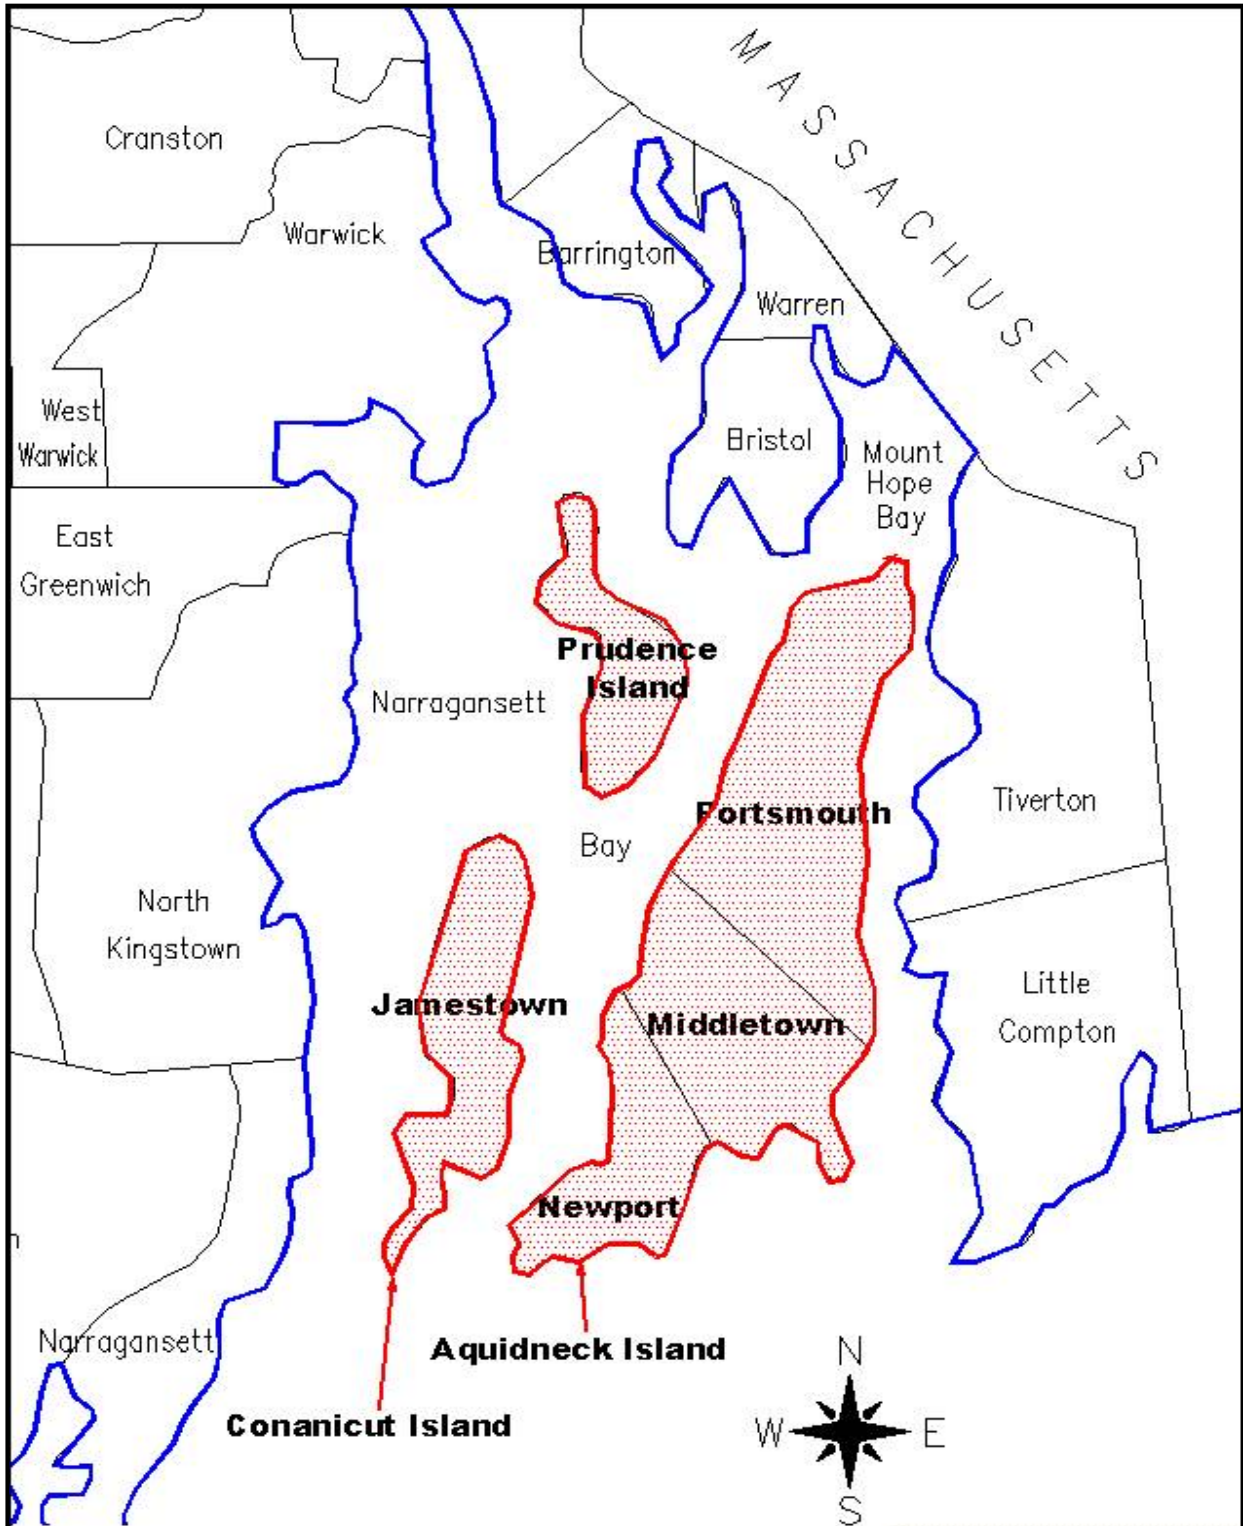 MASSACHUSETTS
Cranston
Warwick
Barrington
Warren
West
Warwick
Bristol
Mount
Hope
Bay
East
Greenwich
Prudence
Island
Narragansett
Bay
Portsmouth
Tiverton
North
Kingstown
Jamestown
Middletown
Little
Compton
Newport
Narragansett
Aquidneck Island
Conanicut Island
N
W
E
S